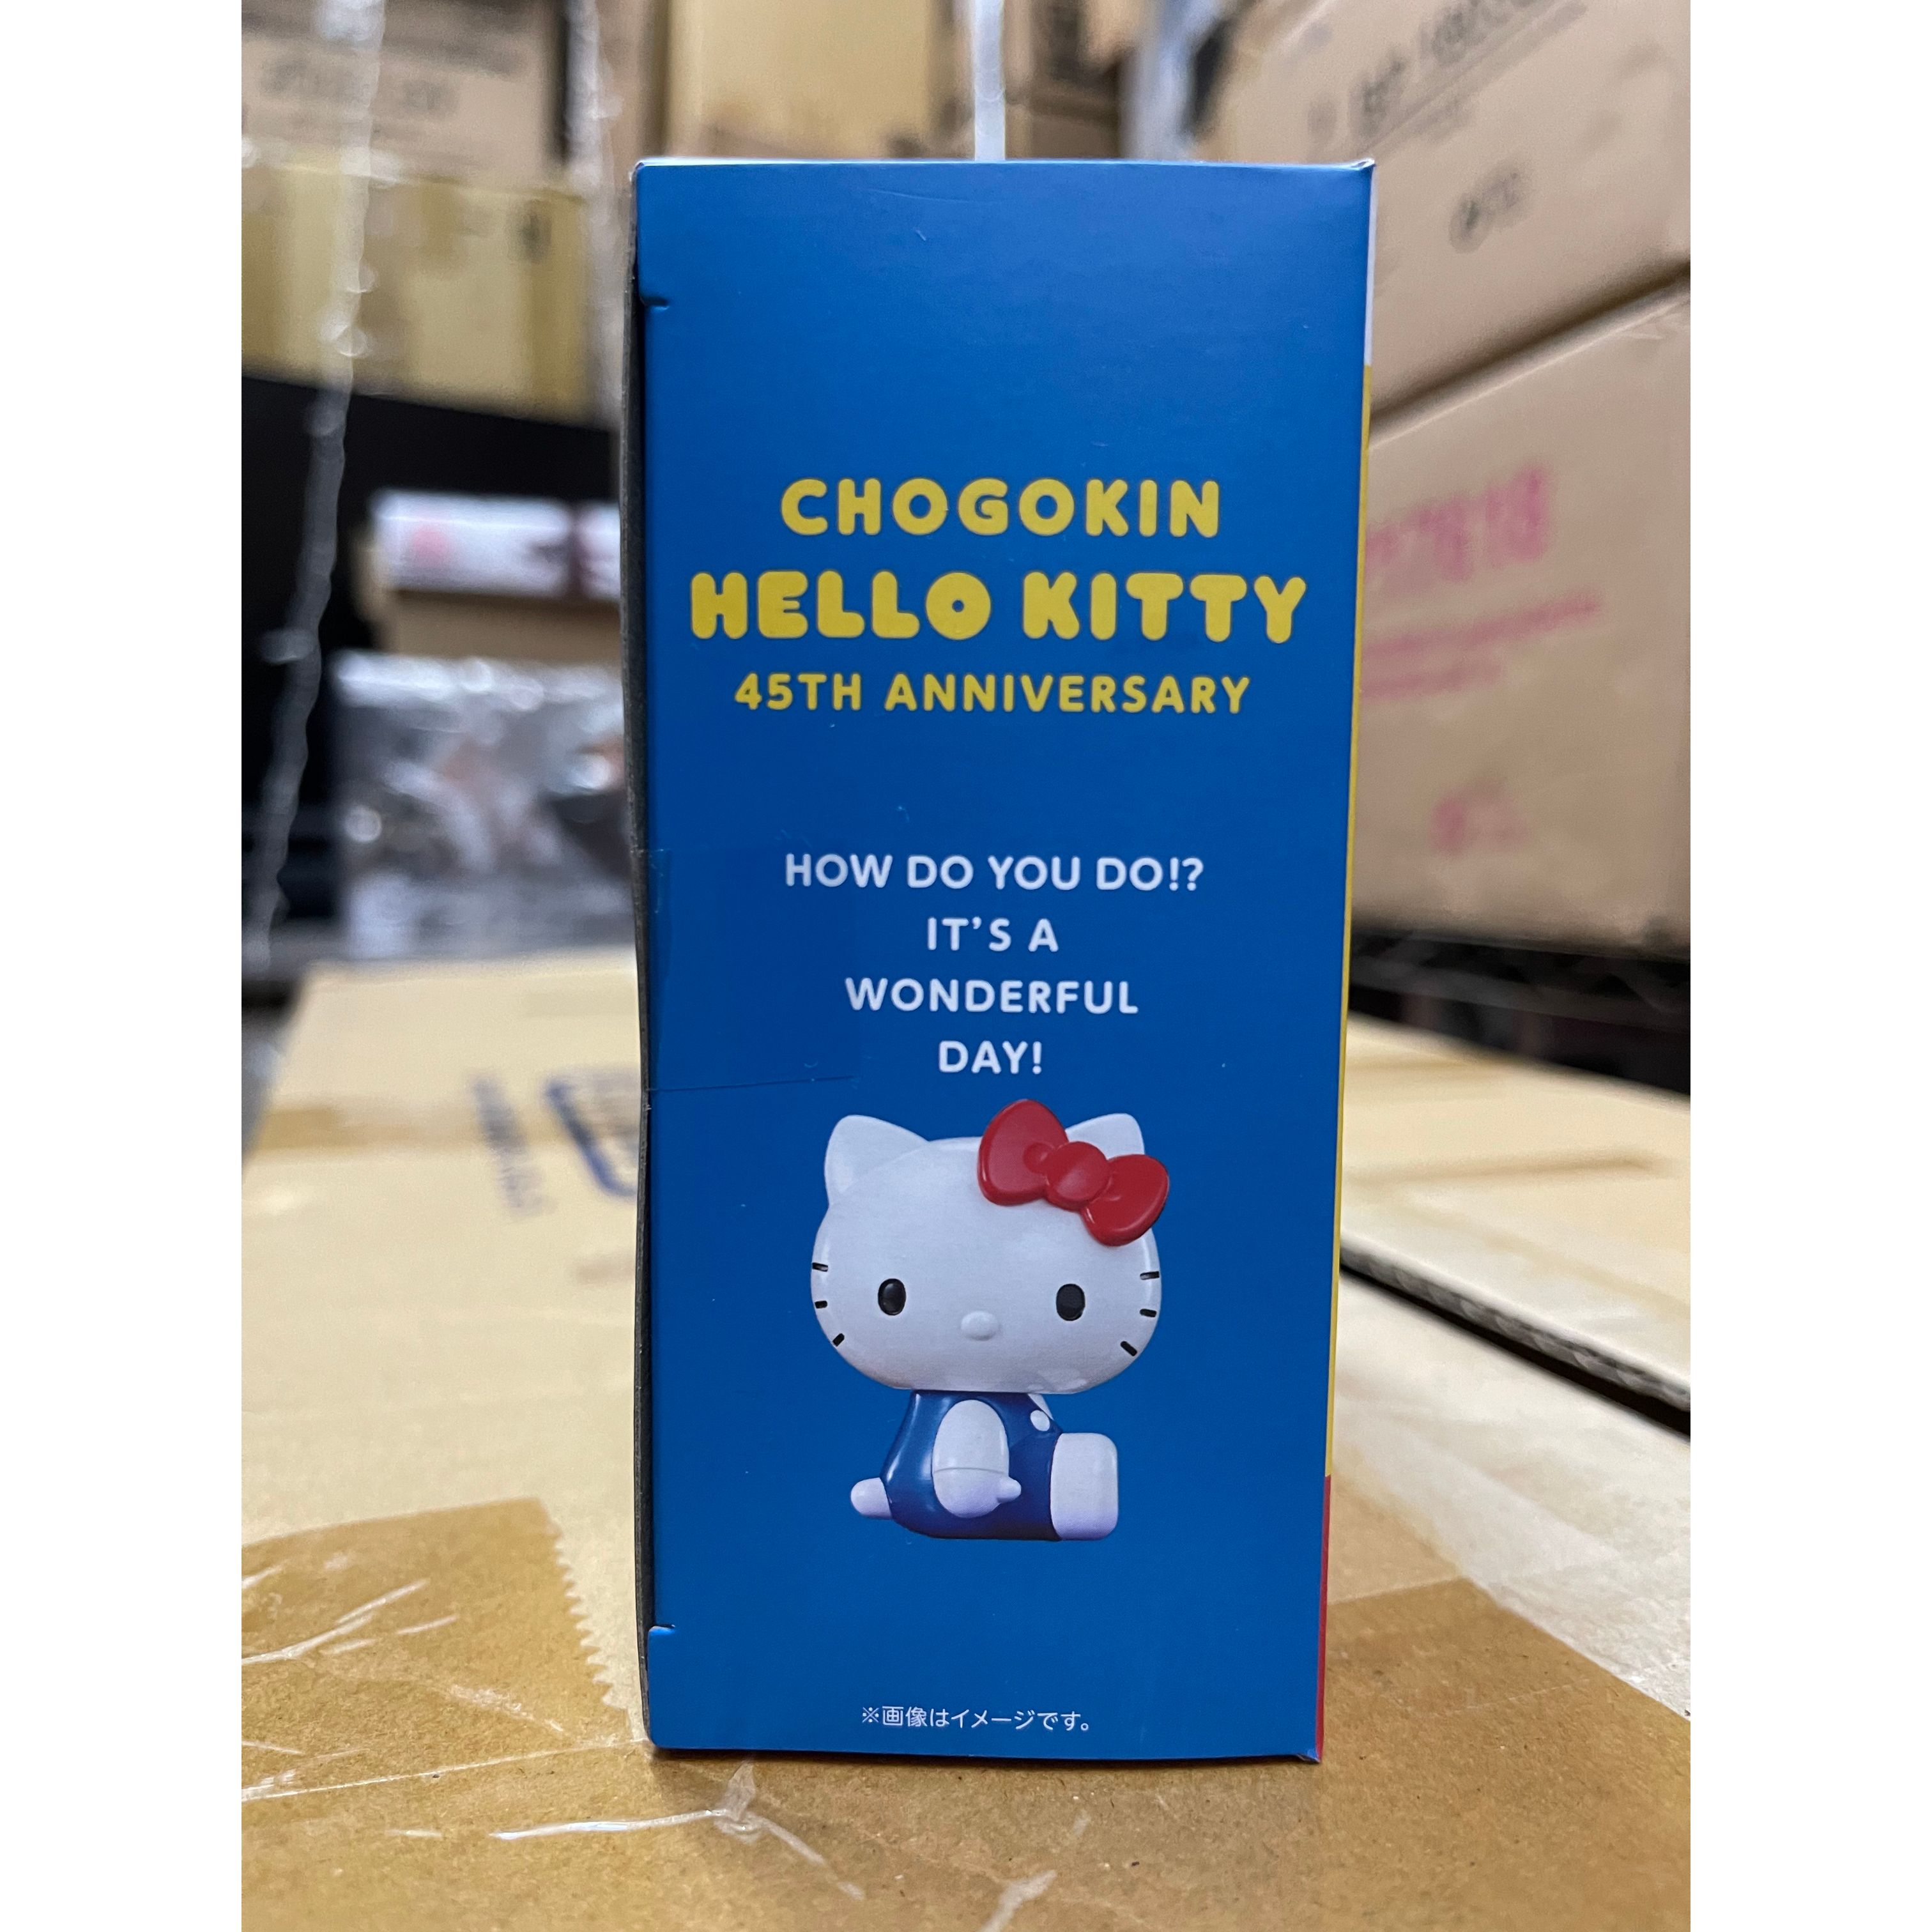 CHOGOKIN
HELLO KITTY
45TH ANNIVERSARY
HOW DO YOU DO!?
IT'S A
WONDERFUL
DAY!
※画像はイメージです。